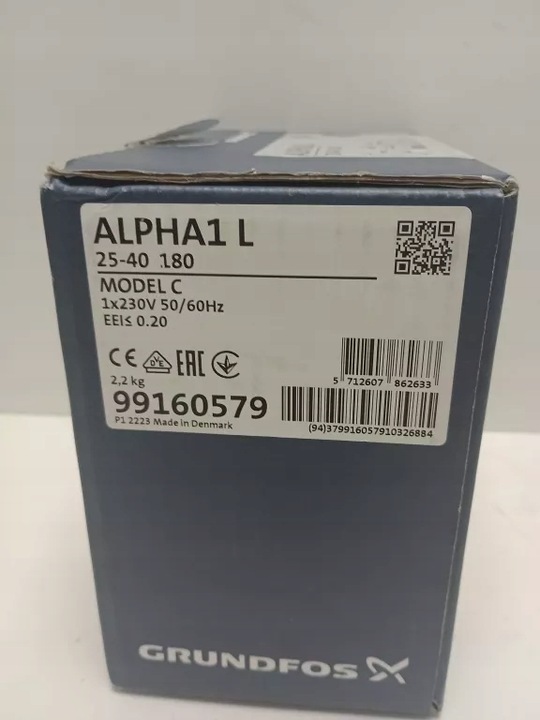 ALPHA1 L
25-40 180
MODEL C
1x230V 50/60Hz
EEI≤ 0.20
CE VDE EAC
2,2 kg
5 712607 862633
99160579
P1 2223 Made in Denmark
(94)379916057910326884
GRUNDFOS